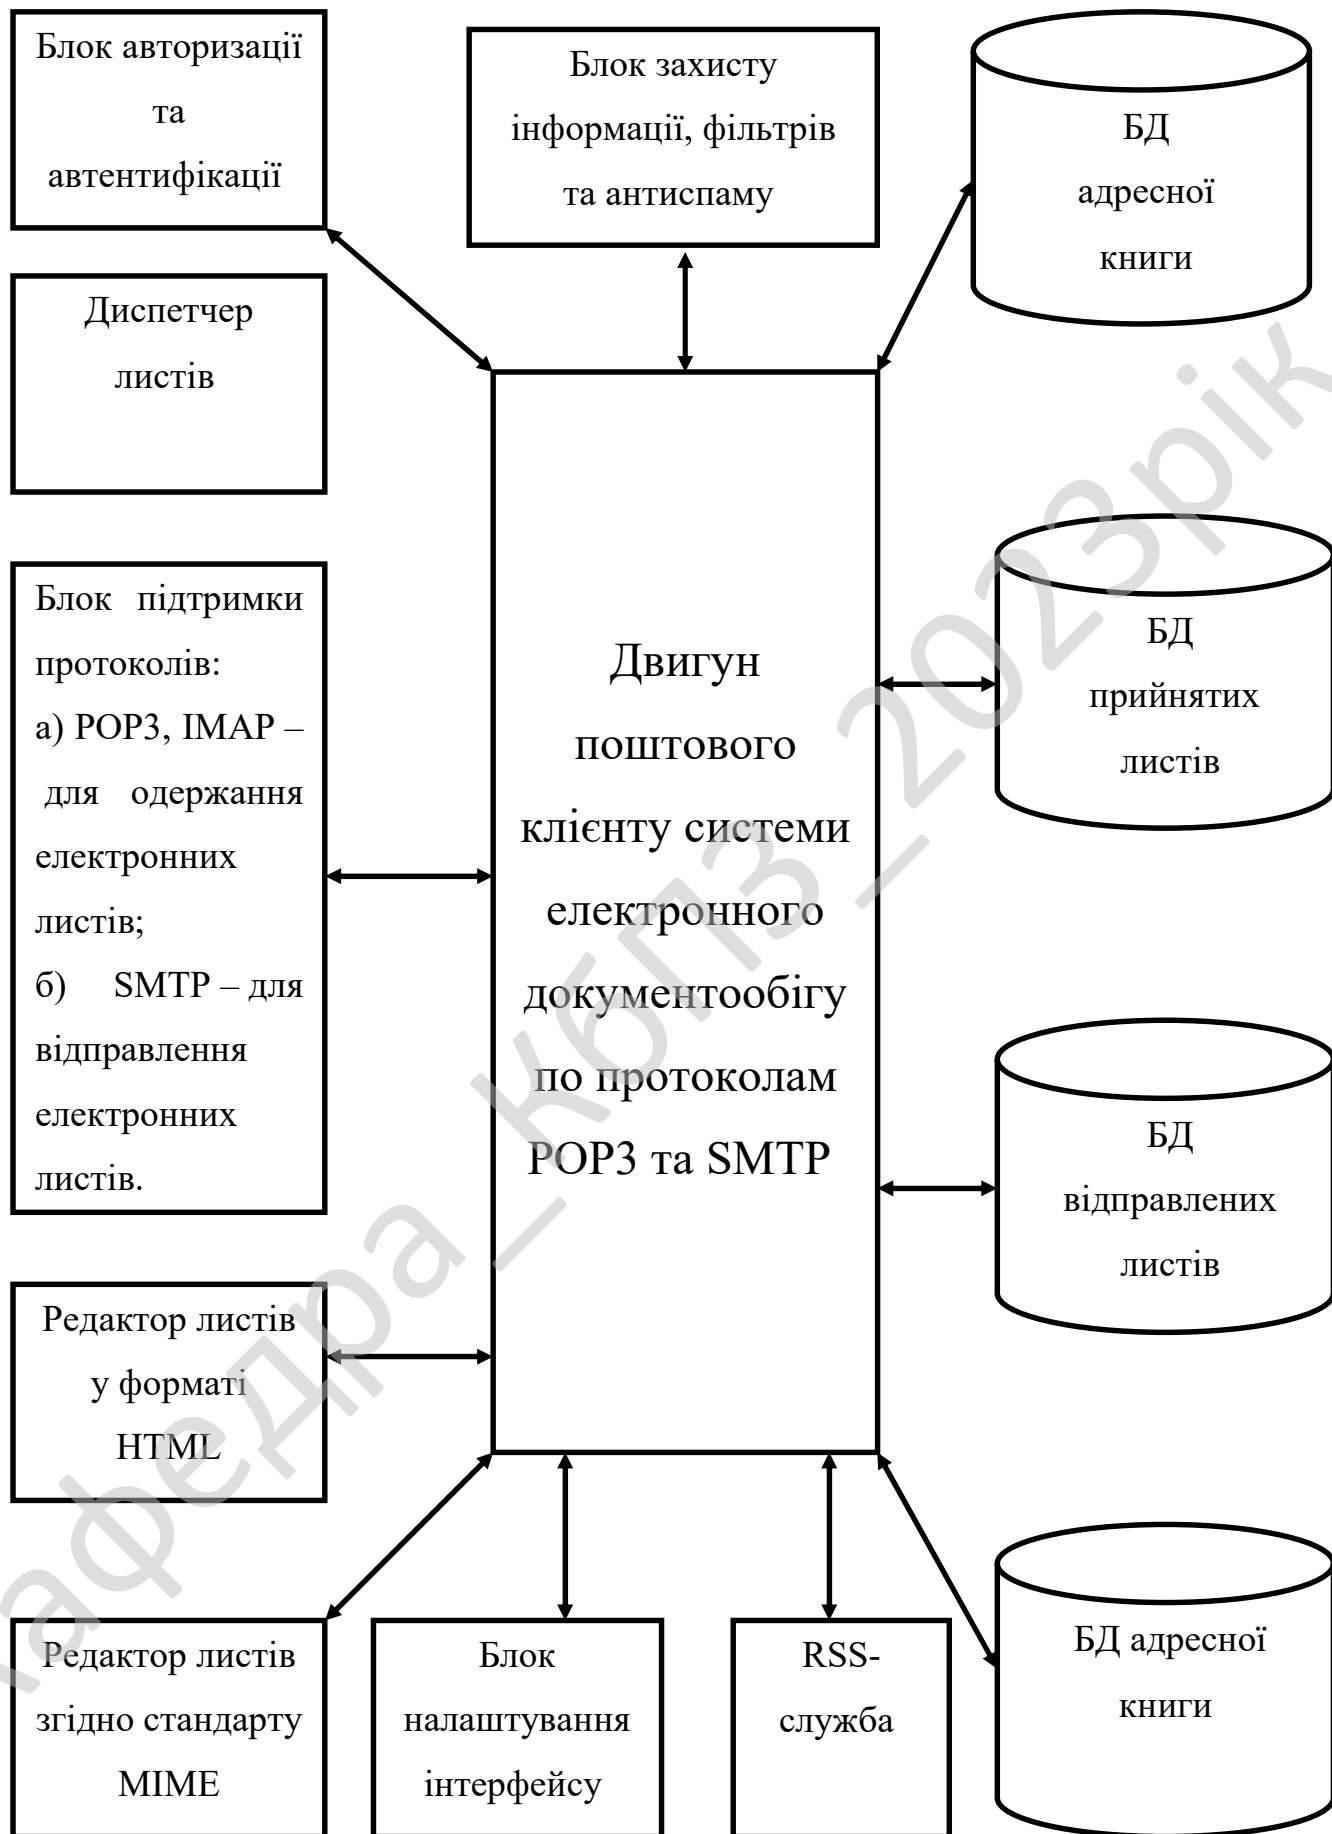 Блок авторизації
та
автентифікації
Блок захисту
інформації, фільтрів
та антиспаму
БД
адресної
книги
Диспетчер
листів
Блок підтримки
протоколів:
а) POP3, IMAP –
для одержання
електронних
листів;
б) SMTP – для
відправлення
електронних
листів.
Двигун
поштового
клієнту системи
електронного
документообігу
по протоколам
POP3 та SMTP
БД
прийнятих
листів
БД
відправлених
листів
Редактор листів
у форматі
HTML
Редактор листів
згідно стандарту
MIME
Блок
налаштування
інтерфейсу
RSS-
служба
БД адресної
книги
кафедра_КбПЗ_2023рік